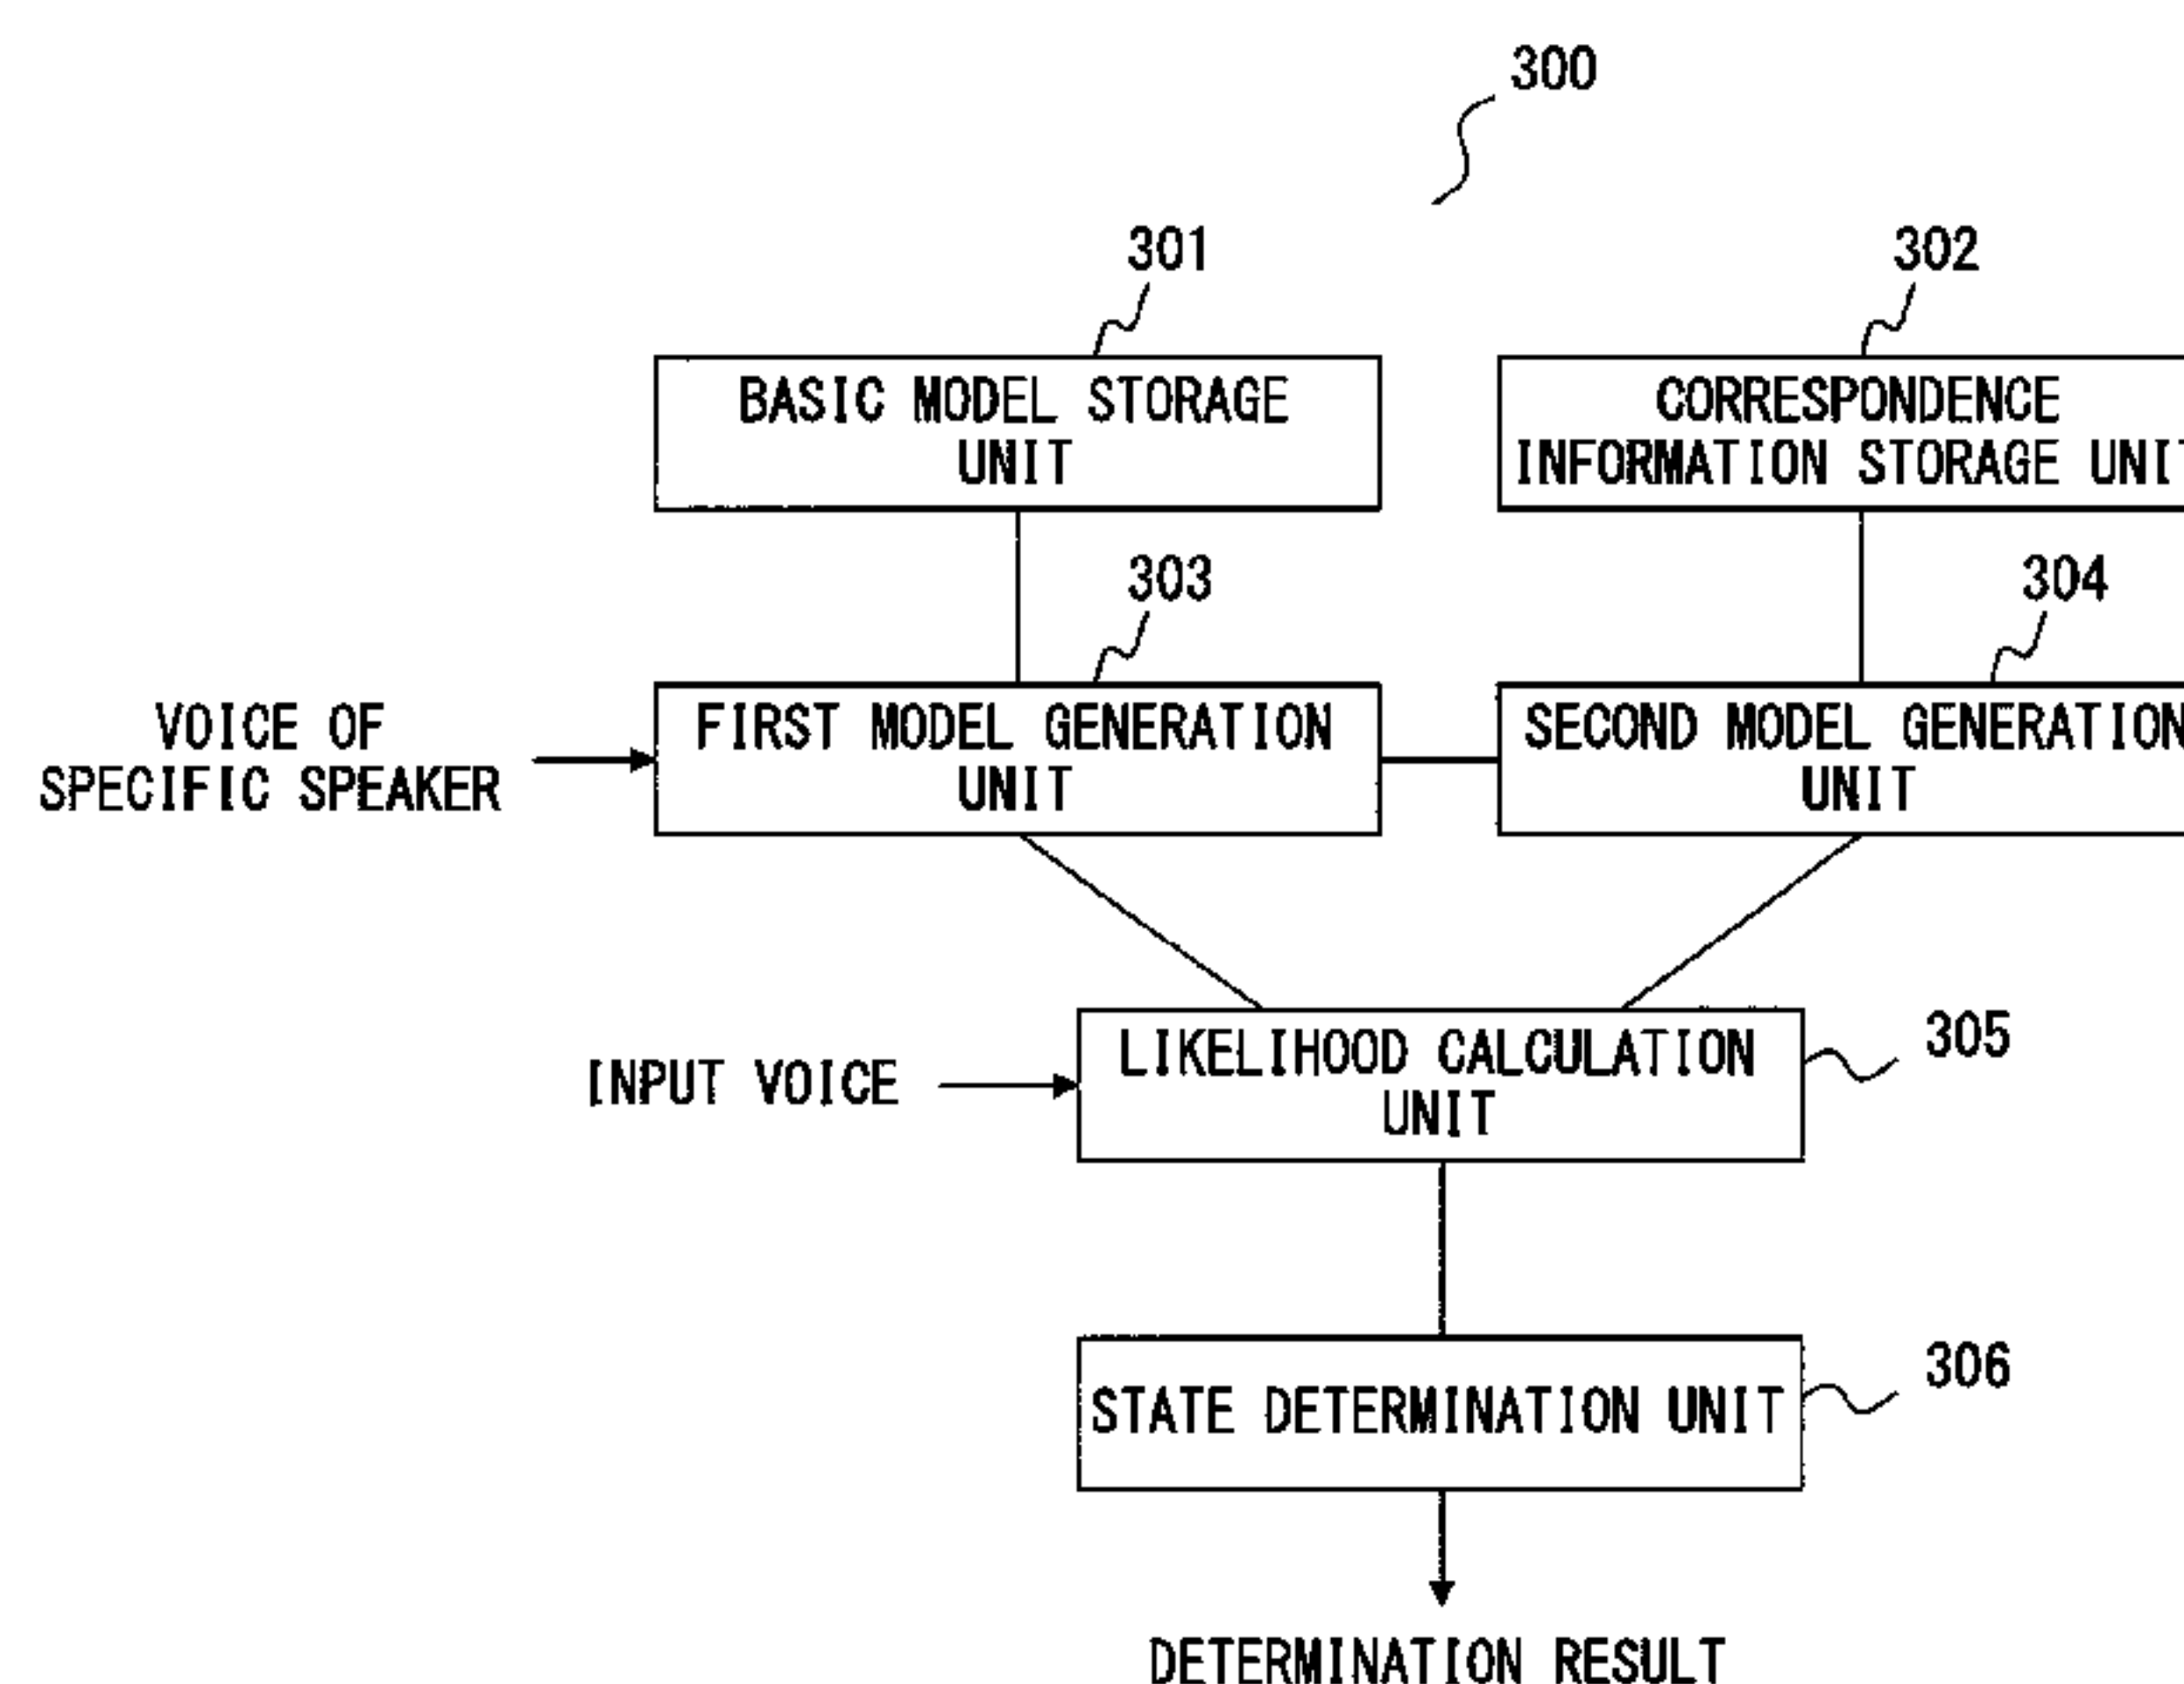 300
301
302
BASIC MODEL STORAGE
UNIT
CORRESPONDENCE
INFORMATION STORAGE UNIT
303
304
VOICE OF
SPECIFIC SPEAKER
FIRST MODEL GENERATION
UNIT
SECOND MODEL GENERATION
UNIT
INPUT VOICE
LIKELIHOOD CALCULATION
UNIT
305
STATE DETERMINATION UNIT
306
DETERMINATION RESULT